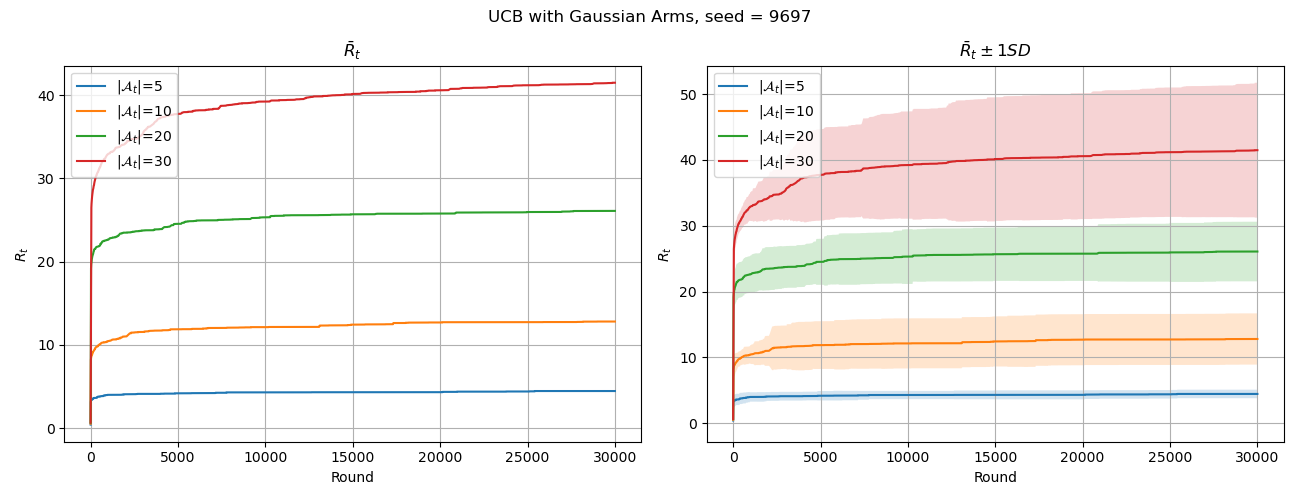 UCB with Gaussian Arms, seed = 9697
R̄ₜ
|𝒜ₜ|=5
|𝒜ₜ|=10
|𝒜ₜ|=20
|𝒜ₜ|=30
Rₜ
40
30
20
10
0
0 5000 10000 15000 20000 25000 30000
Round
R̄ₜ ± 1SD
|𝒜ₜ|=5
|𝒜ₜ|=10
|𝒜ₜ|=20
|𝒜ₜ|=30
Rₜ
50
40
30
20
10
0
0 5000 10000 15000 20000 25000 30000
Round